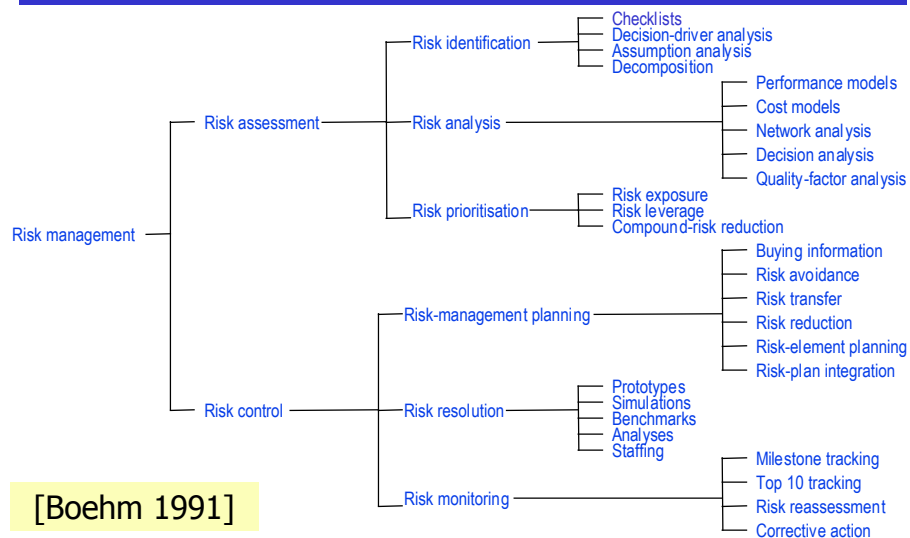 Checklists
Risk identification
Decision-driver analysis
Assumption analysis
Decomposition
Performance models
Cost models
Risk assessment
Risk analysis
Network analysis
Decision analysis
Quality-factor analysis
Risk exposure
Risk prioritisation
Risk leverage
Compound-risk reduction
Risk management
Buying information
Risk avoidance
Risk transfer
Risk-management planning
Risk reduction
Risk-element planning
Risk-plan integration
Prototypes
Simulations
Risk control
Risk resolution
Benchmarks
Analyses
Staffing
Milestone tracking
Top 10 tracking
Risk monitoring
Risk reassessment
Corrective action
[Boehm 1991]